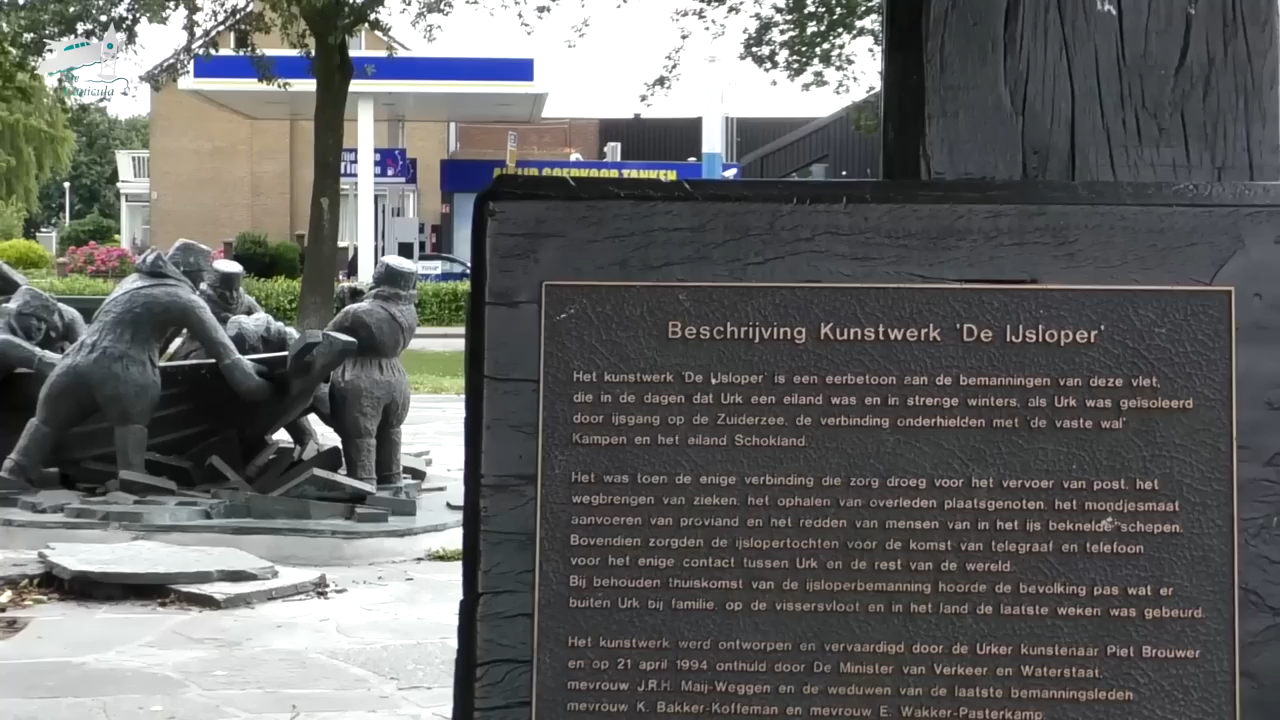 ALTIJD GOEDKOOP TANKEN
Beschrijving Kunstwerk 'De IJsloper'
Het kunstwerk 'De IJsloper' is een eerbetoon aan de bemanningen van deze vlet,
die in de dagen dat Urk een eiland was en in strenge winters, als Urk was geïsoleerd
door ijsgang op de Zuiderzee, de verbinding onderhielden met 'de vaste wal'
Kampen en het eiland Schokland.
Het was toen de enige verbinding die zorg droeg voor het vervoer van post, het
wegbrengen van zieken, het ophalen van overleden plaatsgenoten, het mondjesmaat
aanvoeren van proviand en het redden van mensen van in het ijs beknelde schepen.
Bovendien zorgden de ijslopertochten vóór de komst van telegraaf en telefoon
voor het enige contact tussen Urk en de rest van de wereld.
Bij behouden thuiskomst van de ijsloperbemanning hoorde de bevolking pas wat er
buiten Urk bij familie, op de vissersvloot en in het land de laatste weken was gebeurd.
Het kunstwerk werd ontworpen en vervaardigd door de Urker kunstenaar Piet Brouwer
en op 21 april 1994 onthuld door De Minister van Verkeer en Waterstaat,
mevrouw J.R.H. Maij-Weggen en de weduwen van de laatste bemanningsleden
mevrouw K. Bakker-Koffeman en mevrouw E. Wakker-Pasterkamp.